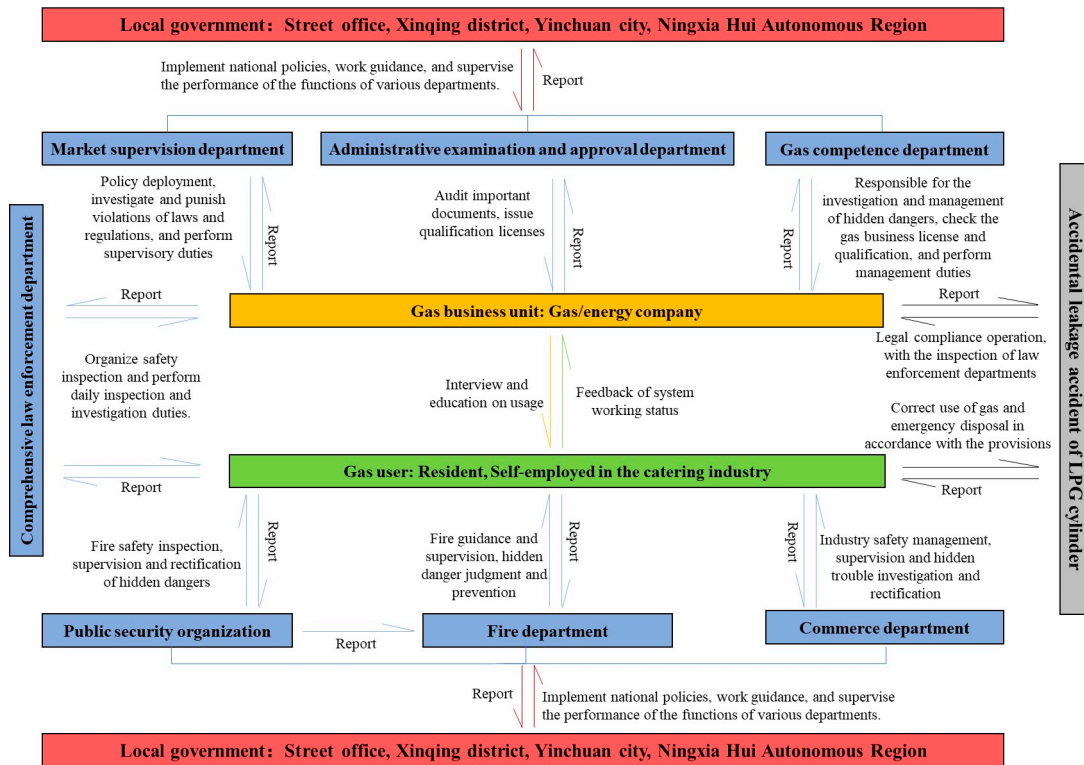 Local government: Street office, Xinqing district, Yinchuan city, Ningxia Hui Autonomous Region
Implement national policies, work guidance, and supervise
the performance of the functions of various departments.
Report
Market supervision department
Administrative examination and approval department
Gas competence department
Policy deployment,
investigate and punish
violations of laws and
regulations, and perform
supervisory duties
Report
Audit important
documents, issue
qualification licenses
Report
Responsible for the
investigation and management
of hidden dangers, check the
gas business license and
qualification, and perform
management duties
Report
Comprehensive law enforcement department
Accidental leakage accident of LPG cylinder
Report
Gas business unit: Gas/energy company
Report
Organize safety
inspection and perform
daily inspection and
investigation duties.
Interview and
education on usage
Feedback of system
working status
Legal compliance operation,
with the inspection of law
enforcement departments
Correct use of gas and
emergency disposal in
accordance with the provisions
Gas user: Resident, Self-employed in the catering industry
Report
Report
Fire safety inspection,
supervision and rectification
of hidden dangers
Report
Fire guidance and
supervision, hidden
danger judgment and
prevention
Report
Industry safety management,
supervision and hidden
trouble investigation and
rectification
Report
Public security organization
Report
Fire department
Commerce department
Report
Implement national policies, work guidance, and supervise
the performance of the functions of various departments.
Local government: Street office, Xinqing district, Yinchuan city, Ningxia Hui Autonomous Region